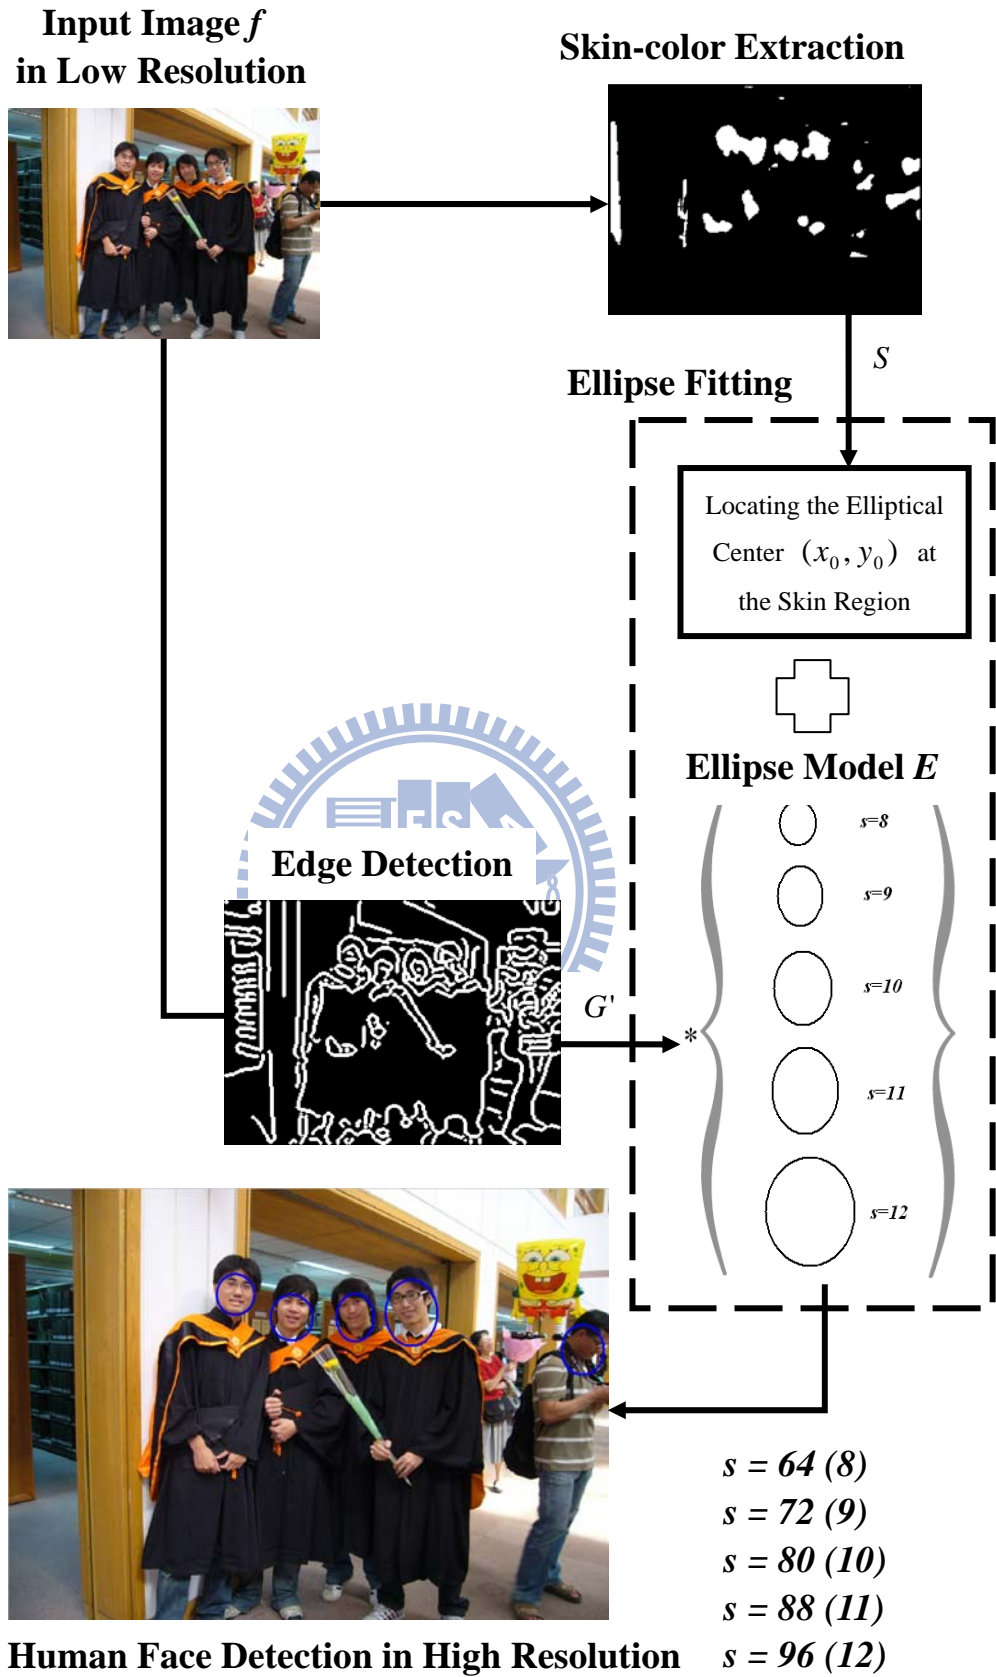 Input Image f
in Low Resolution
Skin-color Extraction
S
Ellipse Fitting
Locating the Elliptical
Center (x₀, y₀) at
the Skin Region
Ellipse Model E
s=8
Edge Detection
s=9
s=10
G'
*
s=11
s=12
s = 64 (8)
s = 72 (9)
s = 80 (10)
s = 88 (11)
Human Face Detection in High Resolution
s = 96 (12)